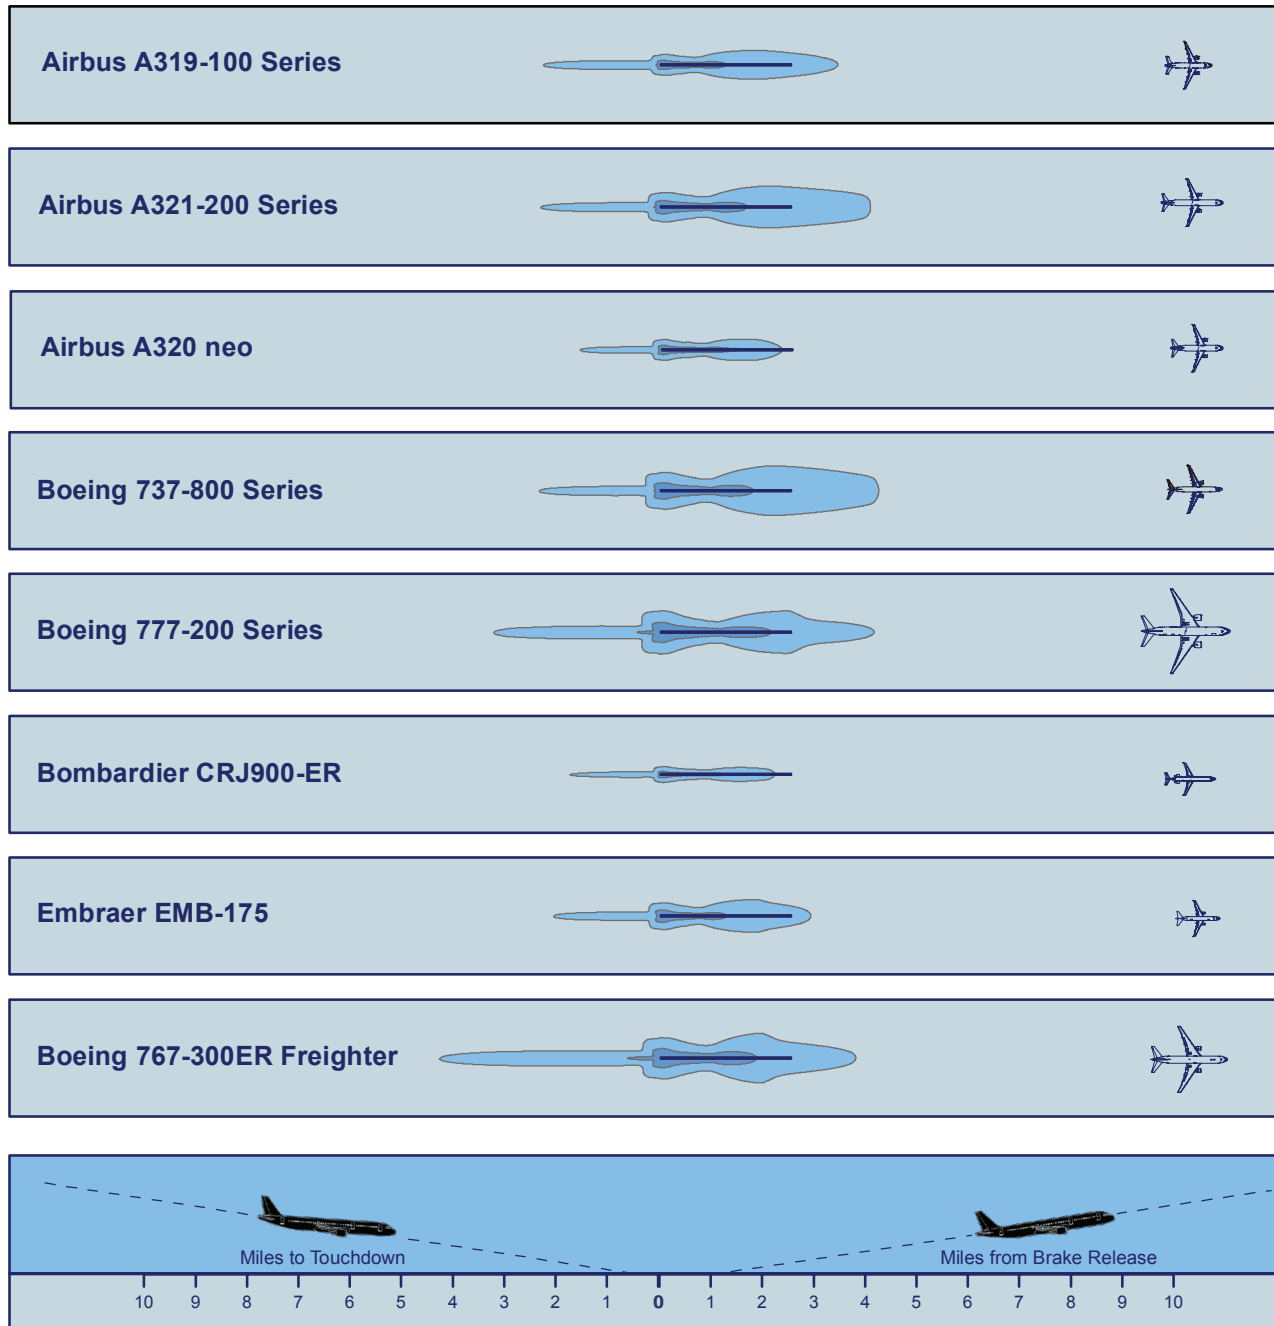 Airbus A319-100 Series
Airbus A321-200 Series
Airbus A320 neo
Boeing 737-800 Series
Boeing 777-200 Series
Bombardier CRJ900-ER
Embraer EMB-175
Boeing 767-300ER Freighter
Miles to Touchdown Miles from Brake Release
10 9 8 7 6 5 4 3 2 1 0 1 2 3 4 5 6 7 8 9 10